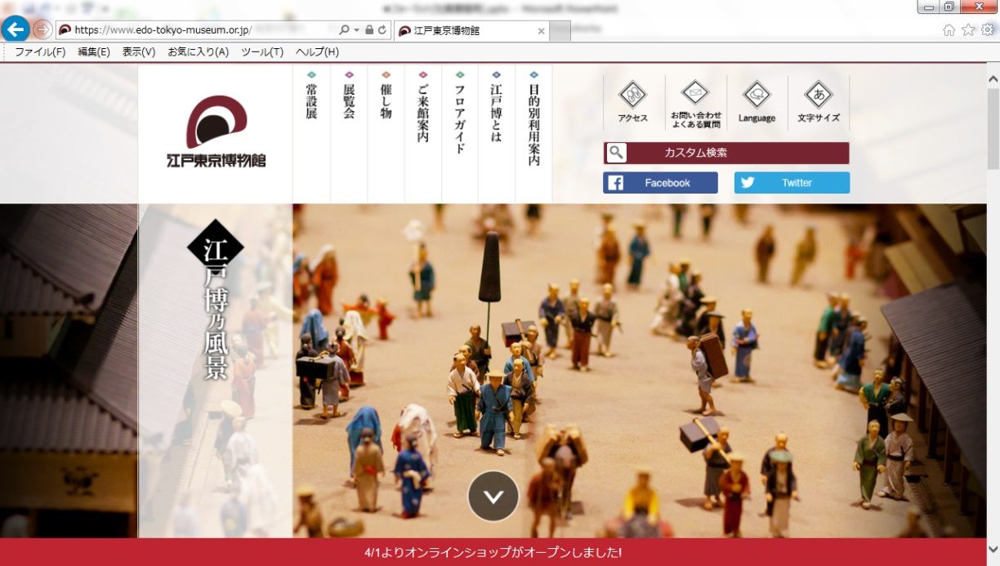 Microsoft PowerPoint
https://www.edo-tokyo-museum.or.jp/
江戸東京博物館
ファイル(F) 編集(E) 表示(V) お気に入り(A) ツール(T) ヘルプ(H)
江戸東京博物館
常設展
展覧会
催し物
ご来館案内
フロアガイド
江戸博とは
目的別利用案内
アクセス
お問い合わせ
よくある質問
Language
あ
文字サイズ
カスタム検索
Facebook
Twitter
江戸博乃風景
4/1よりオンラインショップがオープンしました!